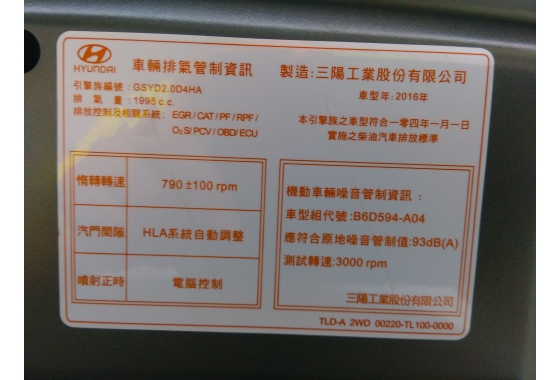 HYUNDAI
車輛排氣管制資訊
製造:三陽工業股份有限公司
車型年:2016年
引擎族編號:GSYD2.0D4HA
排氣量:1995 c.c.
排放控制及相關系統: EGR/CAT/PF/RPF/
O₂S/PCV/OBD/ECU
本引擎族之車型符合一零四年一月一日
實施之柴油汽車排放標準
惰轉轉速 790±100 rpm
汽門間隙 HLA系統自動調整
噴射正時 電腦控制
機動車輛噪音管制資訊:
車型組代號:B6D594-A04
應符合原地噪音管制值:93dB(A)
測試轉速:3000 rpm
三陽工業股份有限公司
TLD-A 2WD 00220-TL100-0000